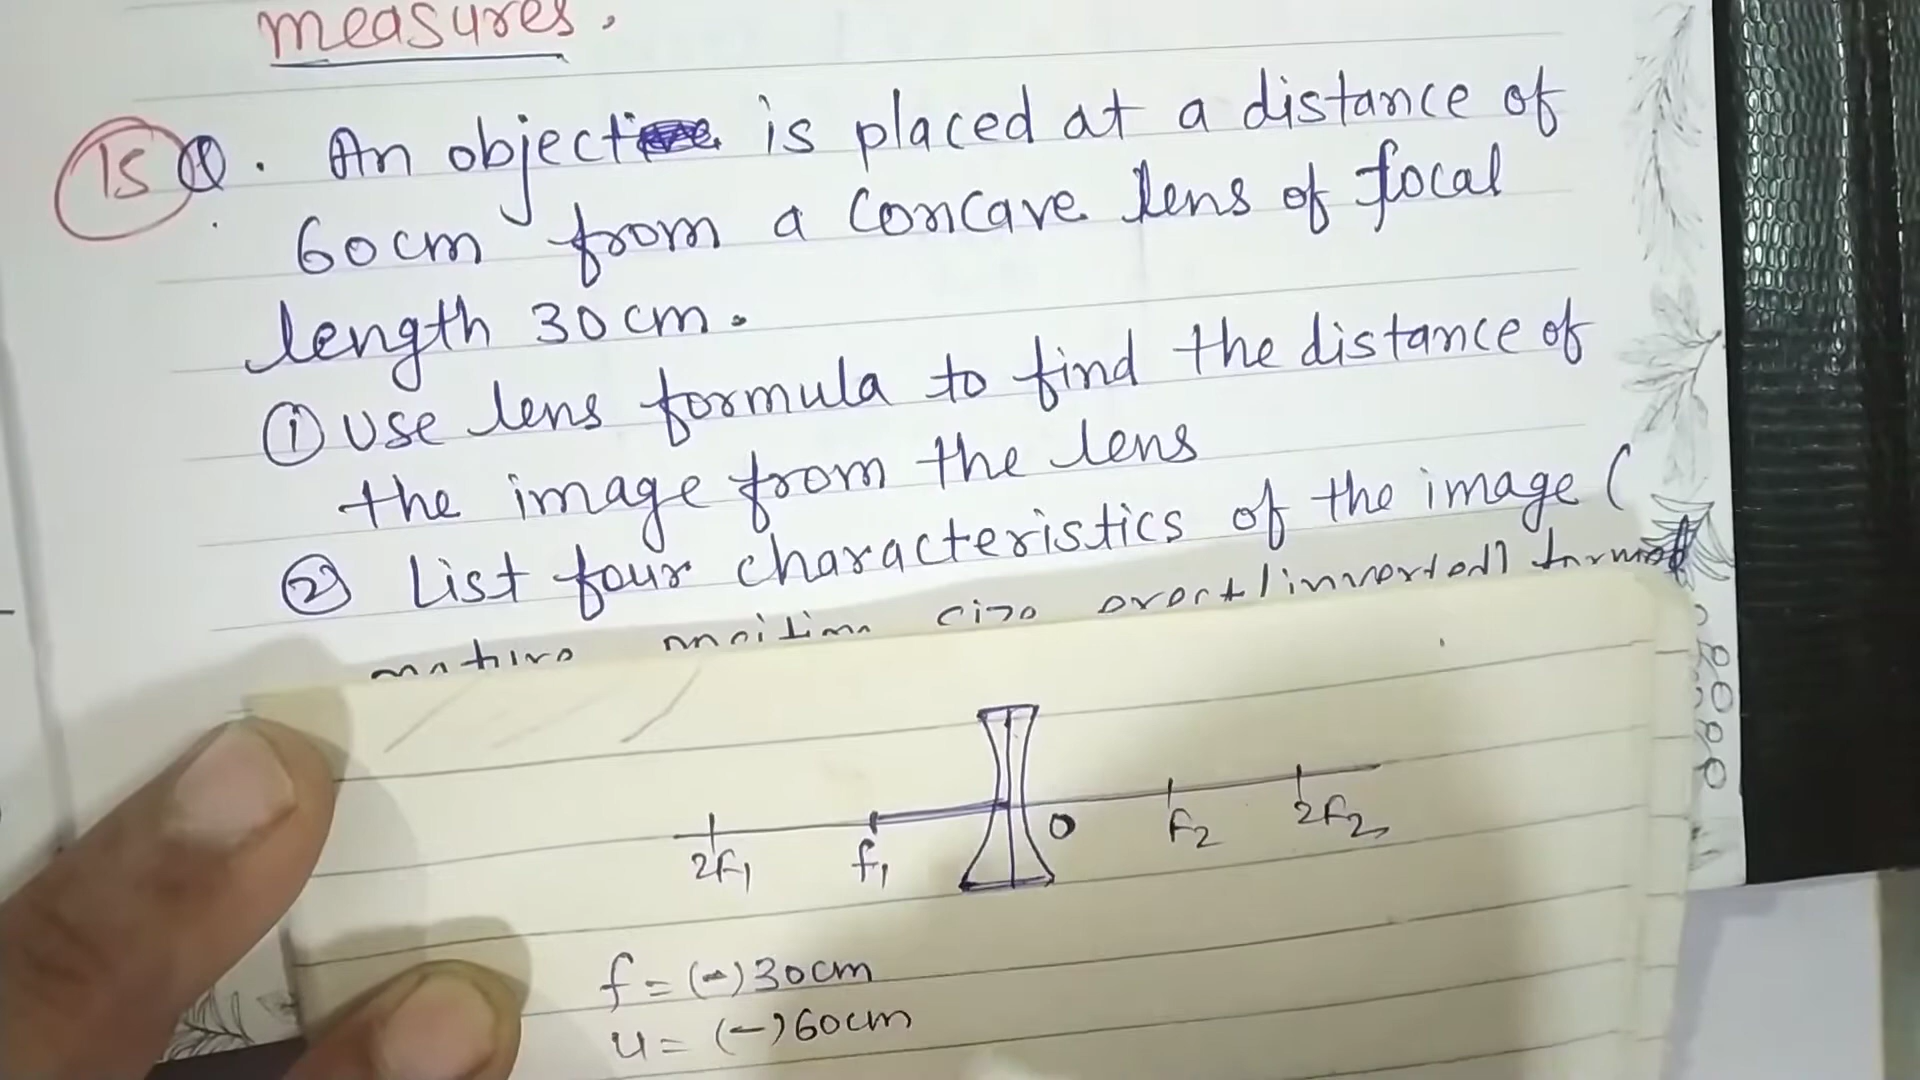 measures.
15 Q. An object is placed at a distance of
60cm from a concave lens of focal
length 30cm.
① Use lens formula to find the distance of
the image from the lens
② List four characteristics of the image (
2F1 f1 O F2 2F2
f = (-) 30cm
u = (-) 60cm